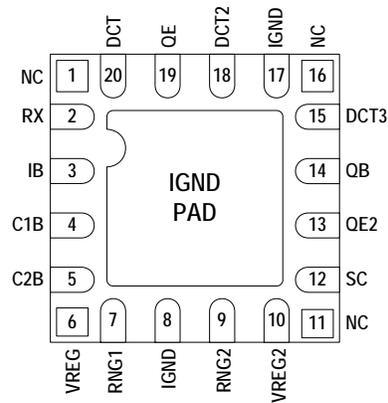 DCT QE DCT2 IGND NC
NC 1 20 19 18 17 16
RX 2 15 DCT3
IB 3 14 QB
IGND
PAD
C1B 4 13 QE2
C2B 5 12 SC
6 7 8 9 10 11 NC
VREG RNG1 IGND RNG2 VREG2